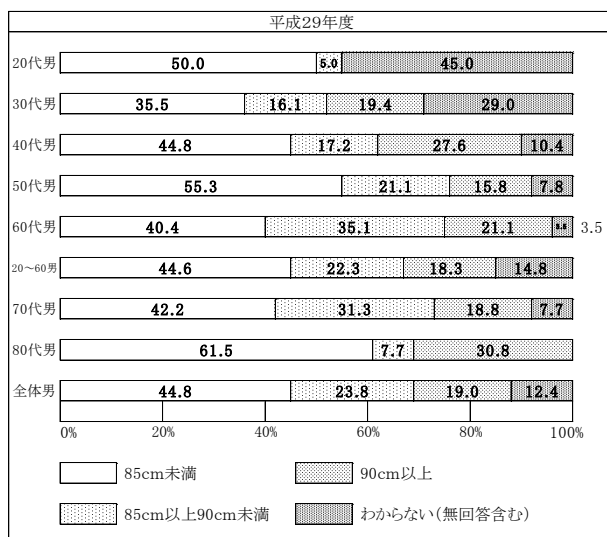 平成29年度
20代男 50.0 5.0 45.0
30代男 35.5 16.1 19.4 29.0
40代男 44.8 17.2 27.6 10.4
50代男 55.3 21.1 15.8 7.8
60代男 40.4 35.1 21.1 3.5 3.5
20～60男 44.6 22.3 18.3 14.8
70代男 42.2 31.3 18.8 7.7
80代男 61.5 7.7 30.8
全体男 44.8 23.8 19.0 12.4
0% 20% 40% 60% 80% 100%
85cm未満 90cm以上
85cm以上90cm未満 わからない（無回答含む）